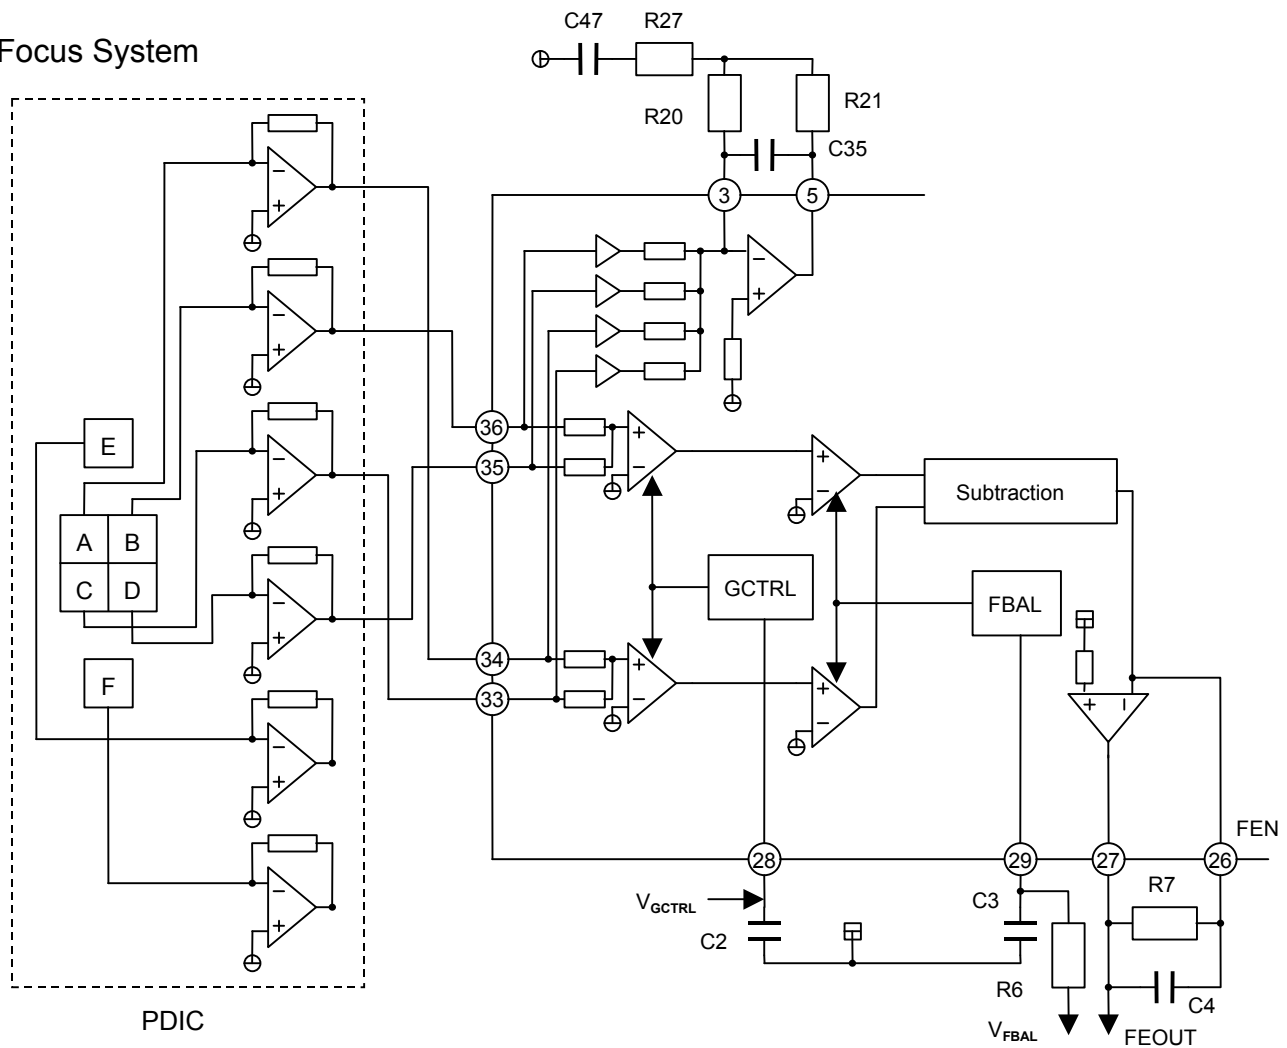 Focus System
C47
R27
R20
R21
C35
3
5
−
+
−
+
−
+
−
+
−
+
−
+
−
+
E
A
B
C
D
F
36
35
34
33
+
−
+
−
+
−
+
−
Subtraction
GCTRL
FBAL
+
−
28
29
27
26
FEN
VGCTRL
C2
C3
R7
R6
C4
VFBAL
FEOUT
PDIC